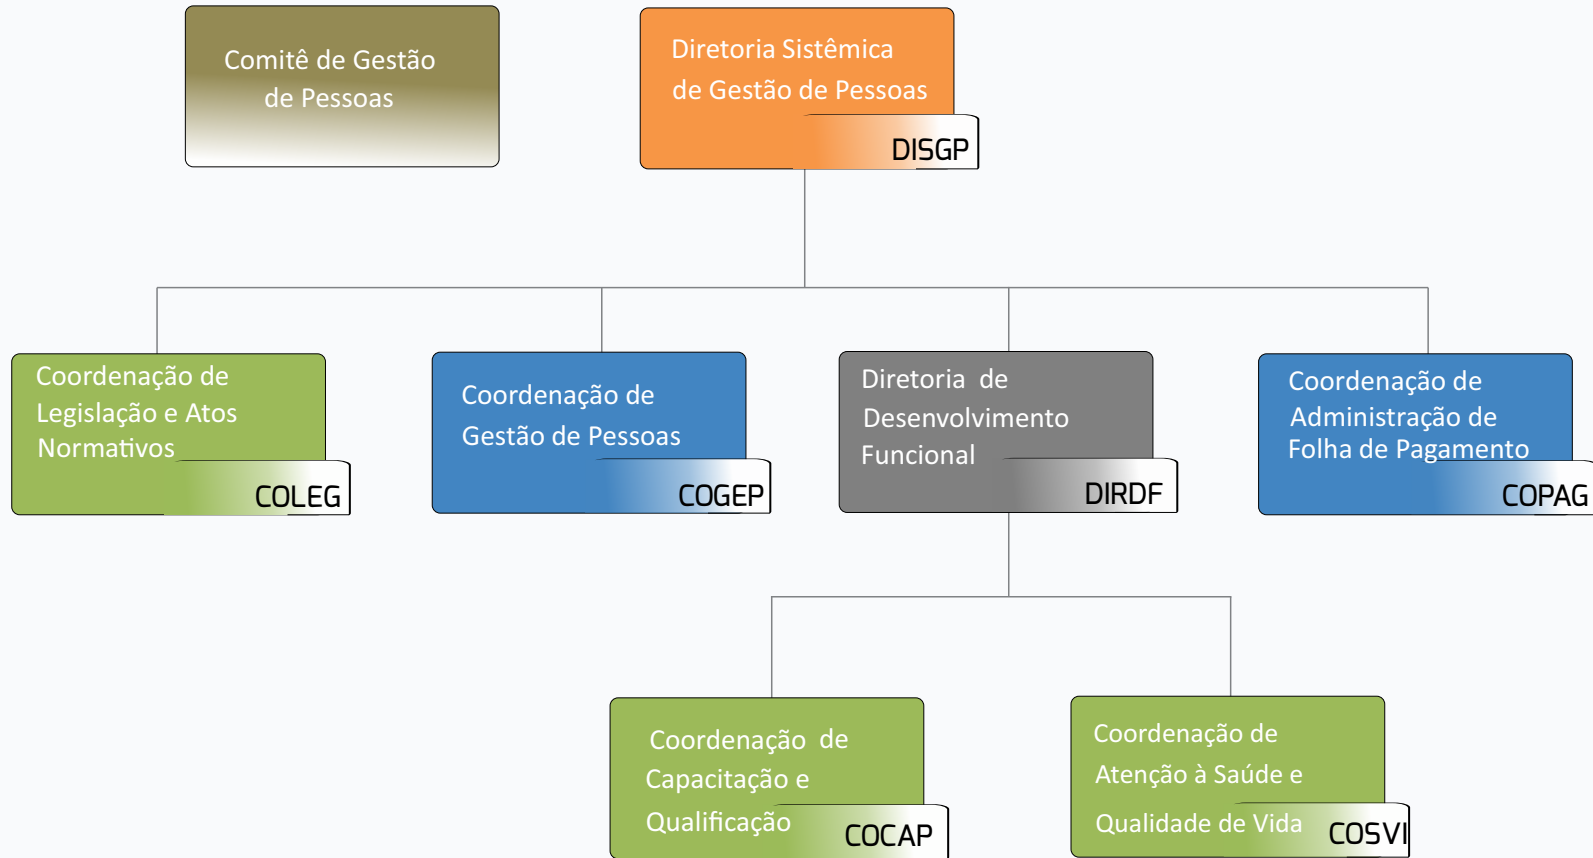 Comitê de Gestão
de Pessoas
Diretoria Sistêmica
de Gestão de Pessoas
DISGP
Coordenação de
Legislação e Atos
Normativos
COLEG
Coordenação de
Gestão de Pessoas
COGEP
Diretoria de
Desenvolvimento
Funcional
DIRDF
Coordenação de
Administração de
Folha de Pagamento
COPAG
Coordenação de
Capacitação e
Qualificação
COCAP
Coordenação de
Atenção à Saúde e
Qualidade de Vida
COSVI